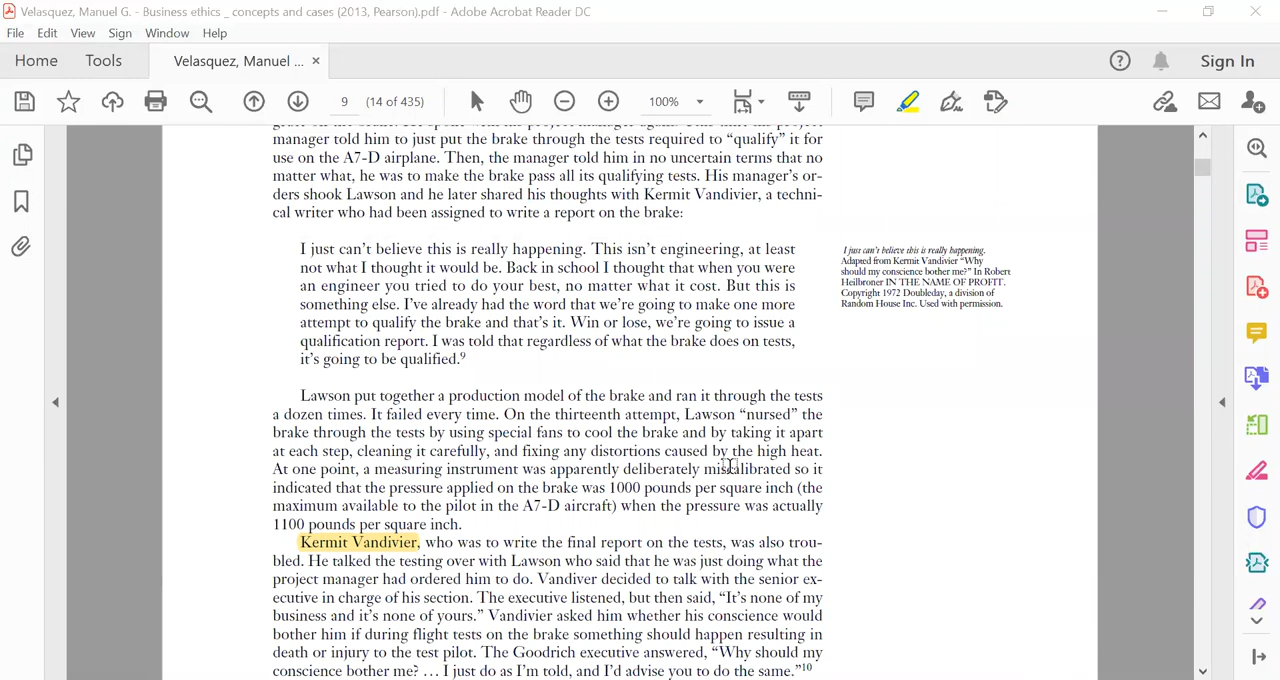 Velasquez, Manuel G. - Business ethics _ concepts and cases (2013, Pearson).pdf - Adobe Acrobat Reader DC
File Edit View Sign Window Help
Home Tools Velasquez, Manuel ... × Sign In
9 (14 of 435) 100%
manager told him to just put the brake through the tests required to “qualify” it for
use on the A7-D airplane. Then, the manager told him in no uncertain terms that no
matter what, he was to make the brake pass all its qualifying tests. His manager’s or-
ders shook Lawson and he later shared his thoughts with Kermit Vandivier, a techni-
cal writer who had been assigned to write a report on the brake:
I just can’t believe this is really happening. This isn’t engineering, at least
not what I thought it would be. Back in school I thought that when you were
an engineer you tried to do your best, no matter what it cost. But this is
something else. I’ve already had the word that we’re going to make one more
attempt to qualify the brake and that’s it. Win or lose, we’re going to issue a
qualification report. I was told that regardless of what the brake does on tests,
it’s going to be qualified.⁹
I just can’t believe this is really happening.
Adapted from Kermit Vandivier “Why
should my conscience bother me?” In Robert
Heilbroner IN THE NAME OF PROFIT.
Copyright 1972 Doubleday, a division of
Random House Inc. Used with permission.
Lawson put together a production model of the brake and ran it through the tests
a dozen times. It failed every time. On the thirteenth attempt, Lawson “nursed” the
brake through the tests by using special fans to cool the brake and by taking it apart
at each step, cleaning it carefully, and fixing any distortions caused by the high heat.
At one point, a measuring instrument was apparently deliberately miscalibrated so it
indicated that the pressure applied on the brake was 1000 pounds per square inch (the
maximum available to the pilot in the A7-D aircraft) when the pressure was actually
1100 pounds per square inch.
Kermit Vandivier, who was to write the final report on the tests, was also trou-
bled. He talked the testing over with Lawson who said that he was just doing what the
project manager had ordered him to do. Vandiver decided to talk with the senior ex-
ecutive in charge of his section. The executive listened, but then said, “It’s none of my
business and it’s none of yours.” Vandivier asked him whether his conscience would
bother him if during flight tests on the brake something should happen resulting in
death or injury to the test pilot. The Goodrich executive answered, “Why should my
conscience bother me? … I just do as I’m told, and I’d advise you to do the same.”¹⁰